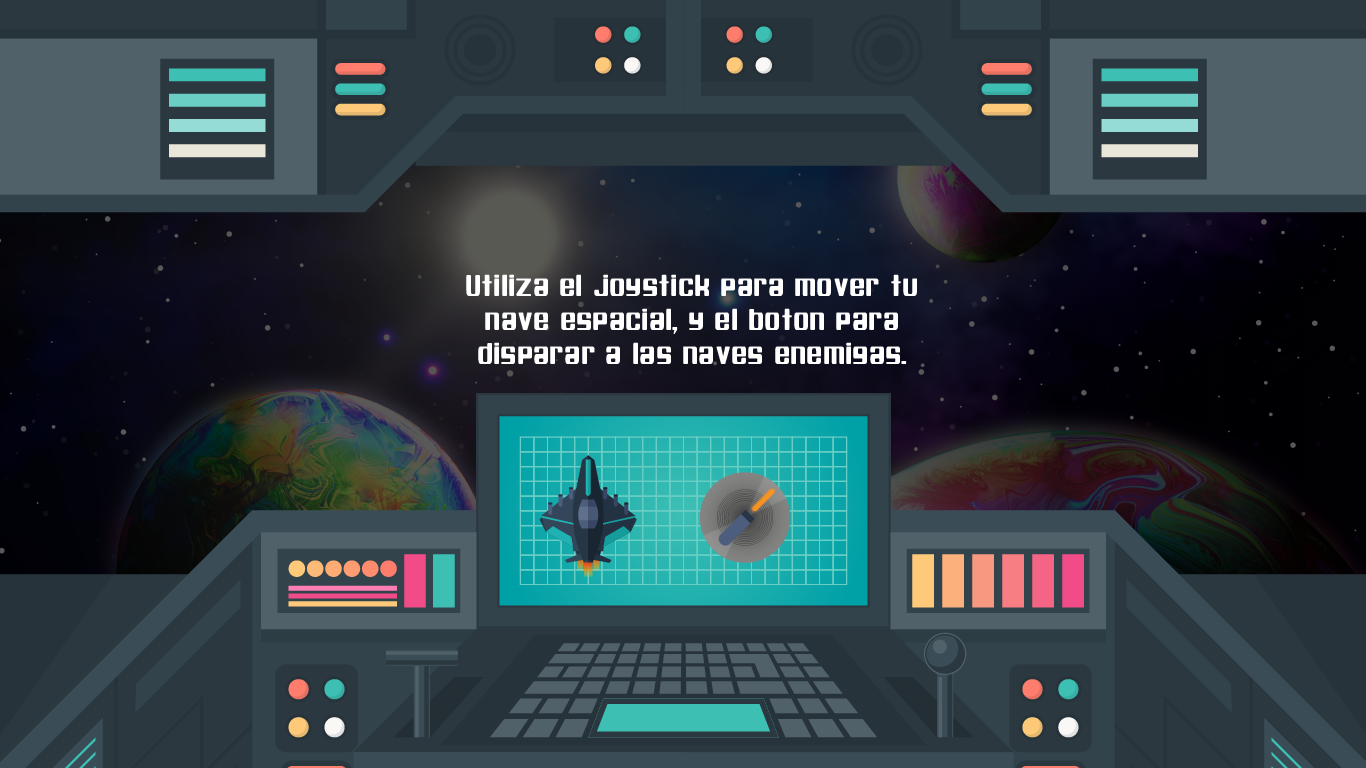 Utiliza el joystick para mover tu
nave espacial, y el boton para
disparar a las naves enemigas.